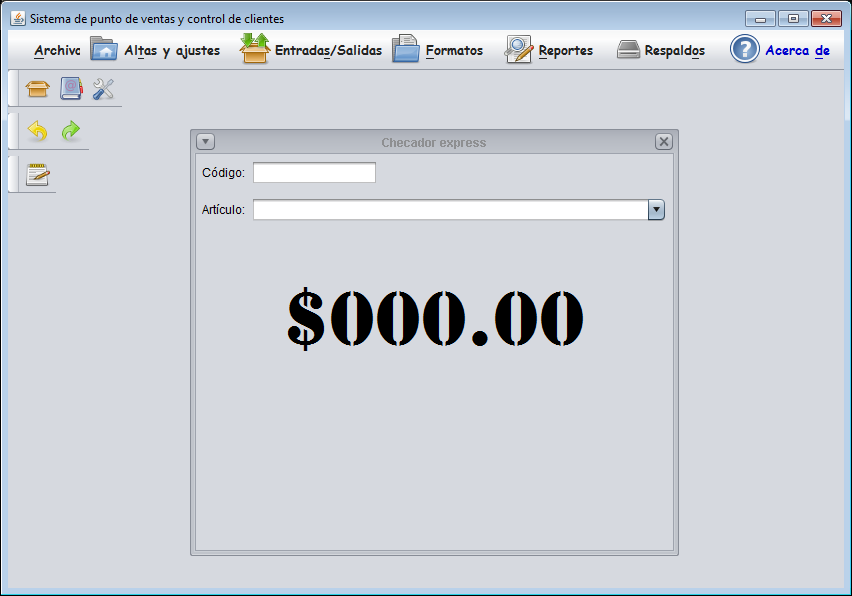 Sistema de punto de ventas y control de clientes
Archivo Altas y ajustes Entradas/Salidas Formatos Reportes Respaldos Acerca de
Checador express
Código:
Artículo:
$000.00